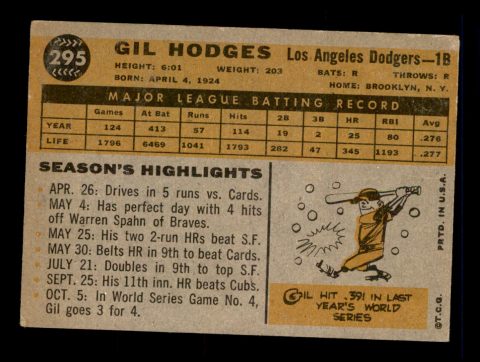 295
GIL HODGES Los Angeles Dodgers—1B
HEIGHT: 6:01 WEIGHT: 203 BATS: R THROWS: R
BORN: APRIL 4, 1924 HOME: BROOKLYN, N. Y.
MAJOR LEAGUE BATTING RECORD
Games At Bat Runs Hits 2B 3B HR RBI Avg
YEAR 124 413 57 114 19 2 25 80 .276
LIFE 1796 6469 1041 1793 282 47 345 1193 .277
SEASON'S HIGHLIGHTS
APR. 26: Drives in 5 runs vs. Cards.
MAY 4: Has perfect day with 4 hits
off Warren Spahn of Braves.
MAY 25: His two 2-run HRs beat S.F.
MAY 30: Belts HR in 9th to beat Cards.
JULY 21: Doubles in 9th to top S.F.
SEPT. 25: His 11th inn. HR beats Cubs.
OCT. 5: In World Series Game No. 4,
Gil goes 3 for 4.
GIL HIT .391 IN LAST
YEAR'S WORLD
SERIES
©T.C.G. PRTD. IN U.S.A.